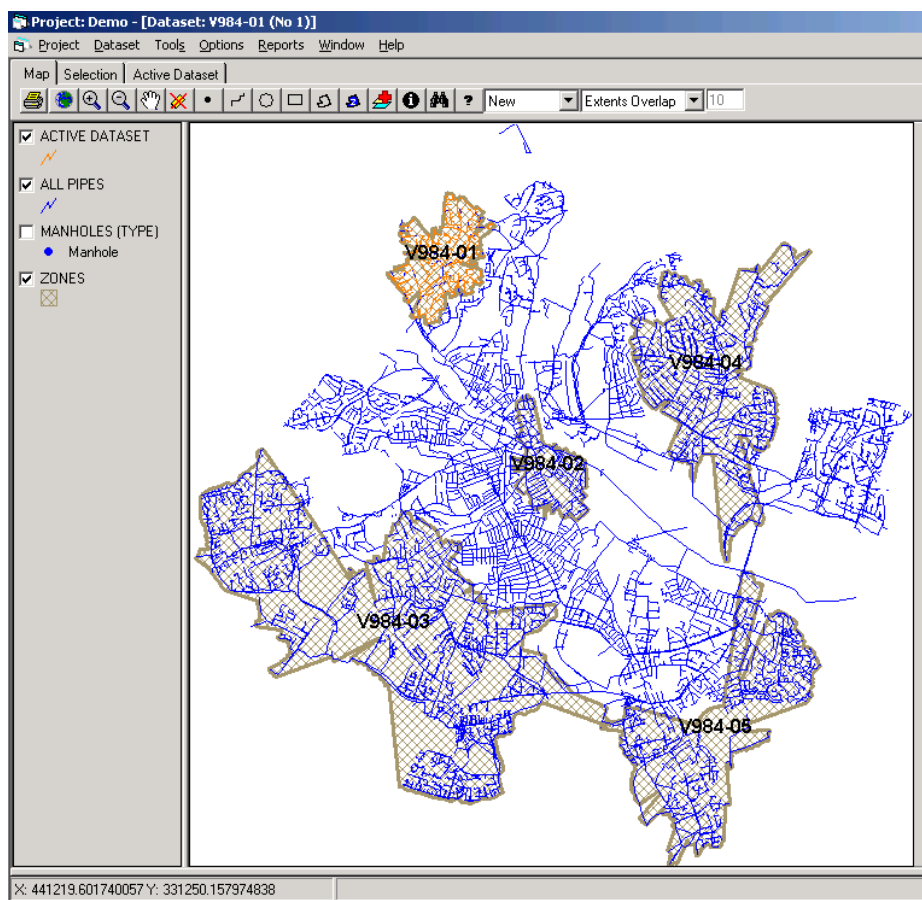 Project: Demo - [Dataset: V984-01 (No 1)]
Project Dataset Tools Options Reports Window Help
Map Selection Active Dataset
? New Extents Overlap 10
ACTIVE DATASET
ALL PIPES
MANHOLES (TYPE)
Manhole
ZONES
V984-01
V984-04
V984-02
V984-03
V984-05
X: 441219.601740057 Y: 331250.157974838